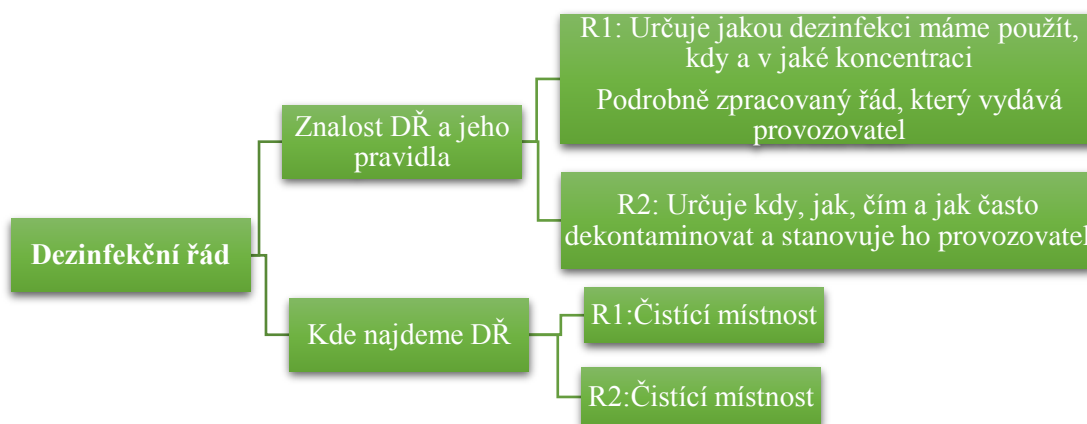 Dezinfekční řád
Znalost DŘ a jeho
pravidla
R1: Určuje jakou dezinfekci máme použít,
kdy a v jaké koncentraci
Podrobně zpracovaný řád, který vydává
provozovatel
R2: Určuje kdy, jak, čím a jak často
dekontaminovat a stanovuje ho provozovatel
Kde najdeme DŘ
R1:Čistící místnost
R2:Čistící místnost